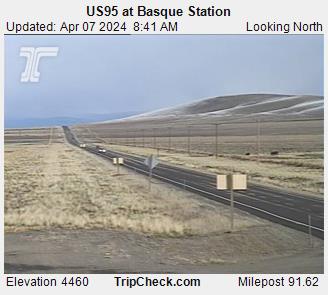 US95 at Basque Station
Updated: Apr 07 2024 8:41 AM Looking North
Elevation 4460 TripCheck.com Milepost 91.62